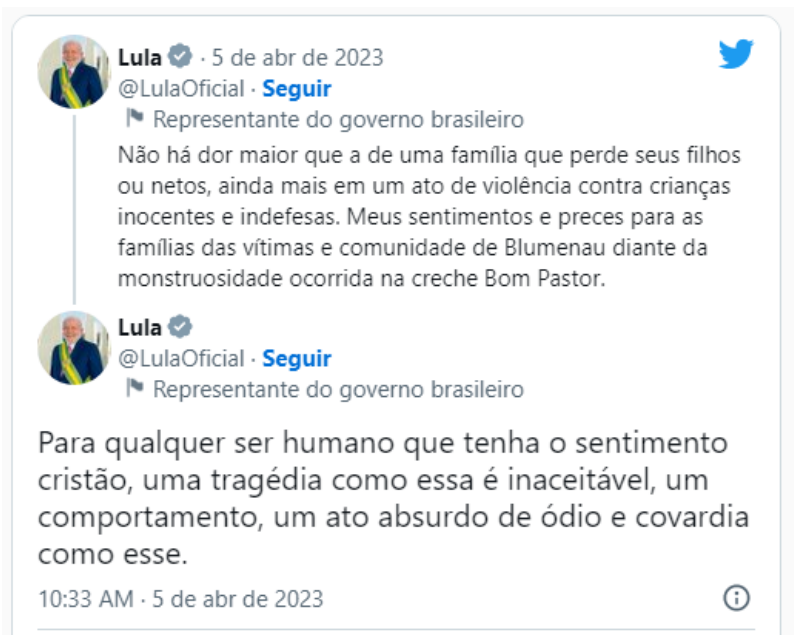 Lula · 5 de abr de 2023
@LulaOficial · Seguir
Representante do governo brasileiro
Não há dor maior que a de uma família que perde seus filhos
ou netos, ainda mais em um ato de violência contra crianças
inocentes e indefesas. Meus sentimentos e preces para as
famílias das vítimas e comunidade de Blumenau diante da
monstruosidade ocorrida na creche Bom Pastor.
Lula
@LulaOficial · Seguir
Representante do governo brasileiro
Para qualquer ser humano que tenha o sentimento
cristão, uma tragédia como essa é inaceitável, um
comportamento, um ato absurdo de ódio e covardia
como esse.
10:33 AM · 5 de abr de 2023